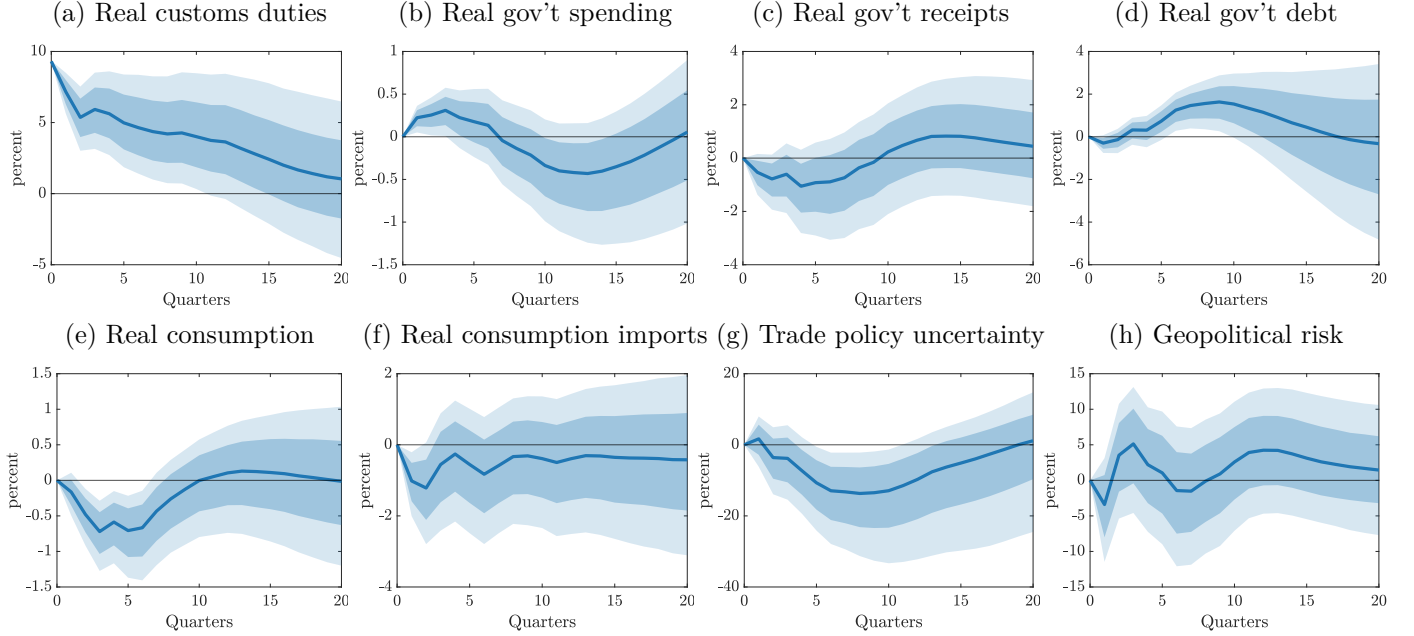 (a) Real customs duties
(b) Real gov't spending
(c) Real gov't receipts
(d) Real gov't debt
percent
10
5
0
-5
0 5 10 15 20
Quarters
percent
1
0.5
0
-0.5
-1
-1.5
0 5 10 15 20
Quarters
percent
4
2
0
-2
-4
0 5 10 15 20
Quarters
percent
4
2
0
-2
-4
-6
0 5 10 15 20
Quarters
(e) Real consumption
(f) Real consumption imports
(g) Trade policy uncertainty
(h) Geopolitical risk
percent
1.5
1
0.5
0
-0.5
-1
-1.5
0 5 10 15 20
Quarters
percent
2
0
-2
-4
0 5 10 15 20
Quarters
percent
20
0
-20
-40
0 5 10 15 20
Quarters
percent
15
10
5
0
-5
-10
-15
0 5 10 15 20
Quarters